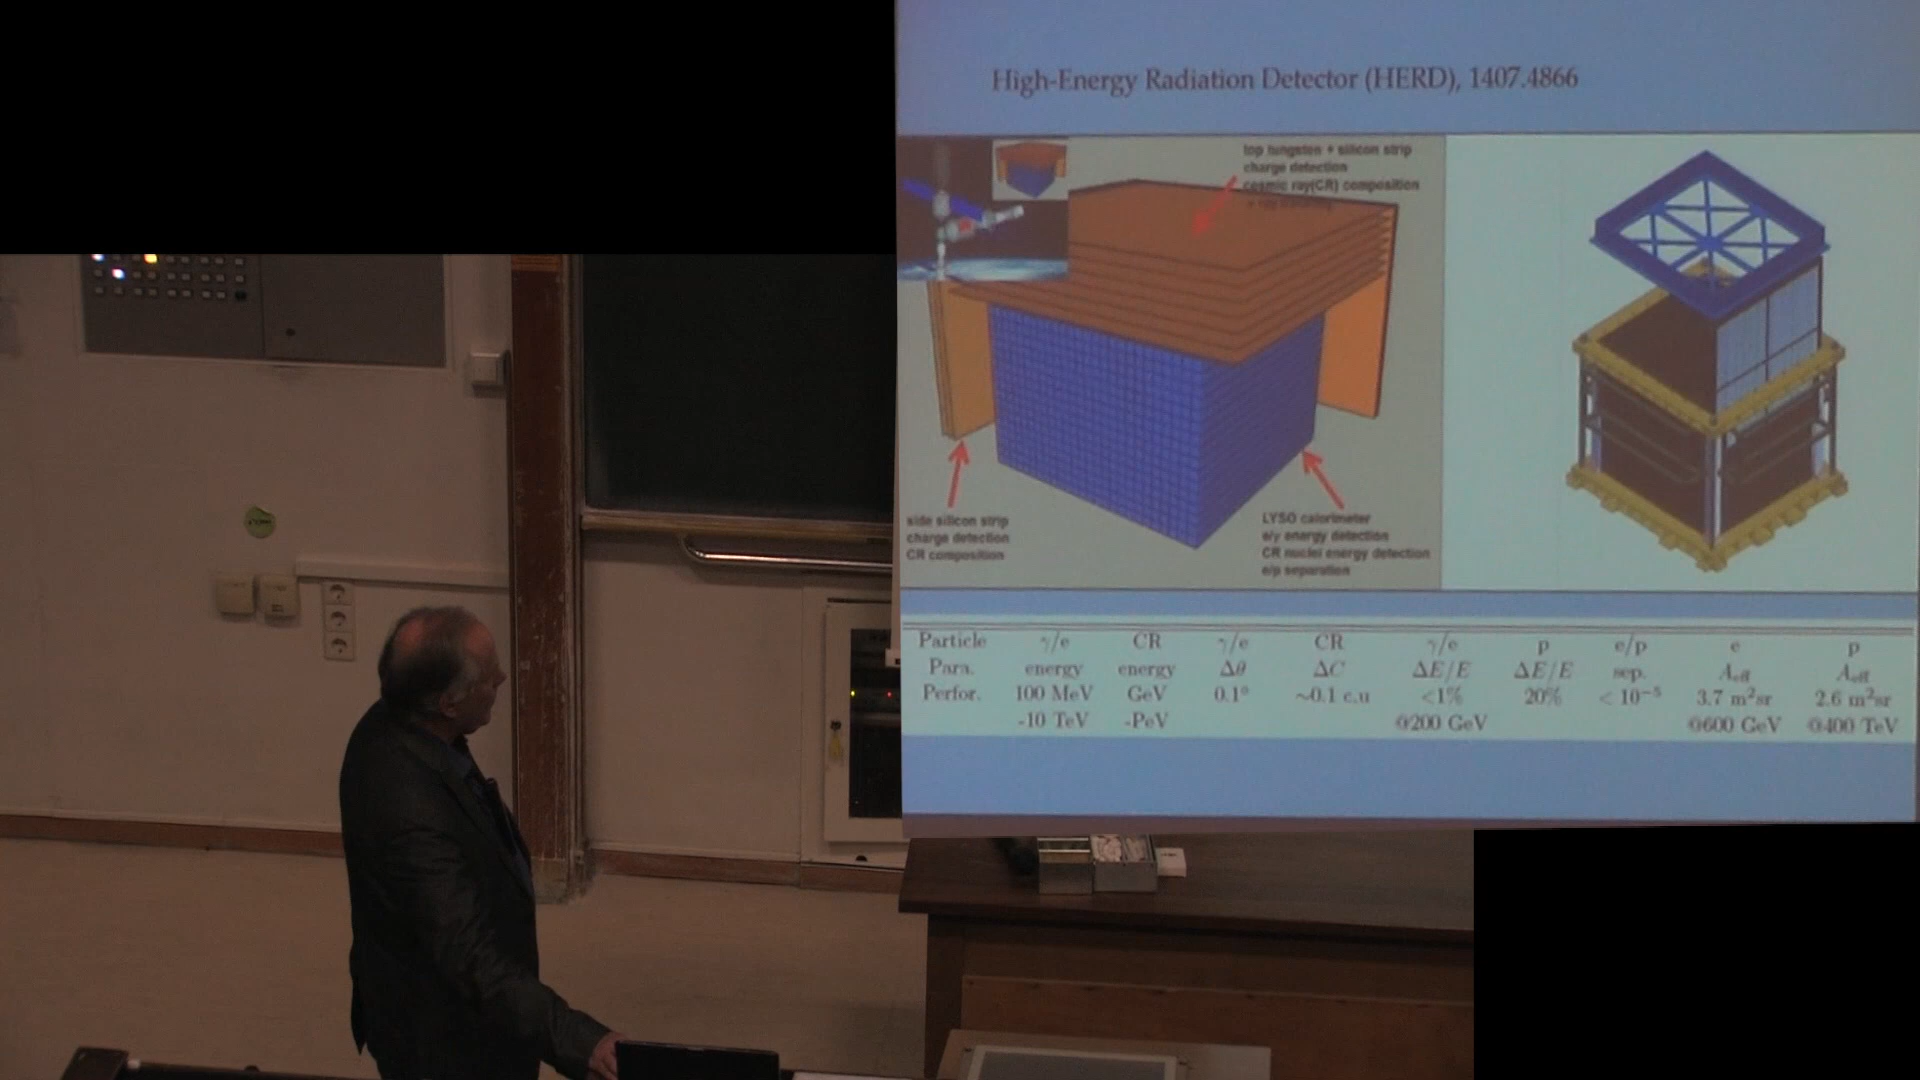 High-Energy Radiation Detector (HERD), 1407.4866
top tungsten + silicon strip
charge detection
cosmic ray(CR) composition
side silicon strip
charge detection
CR composition
LYSO calorimeter
e/γ energy detection
CR nuclei energy detection
e/p separation
Particle γ/e CR γ/e CR γ/e p e/p e p
Para. energy energy Δθ ΔC ΔE/E ΔE/E sep. Aeff Aeff
Perfor. 100 MeV GeV 0.1° ~0.1 c.u <1% 20% < 10⁻⁵ 3.7 m²sr 2.6 m²sr
-10 TeV -PeV @200 GeV @600 GeV @400 TeV